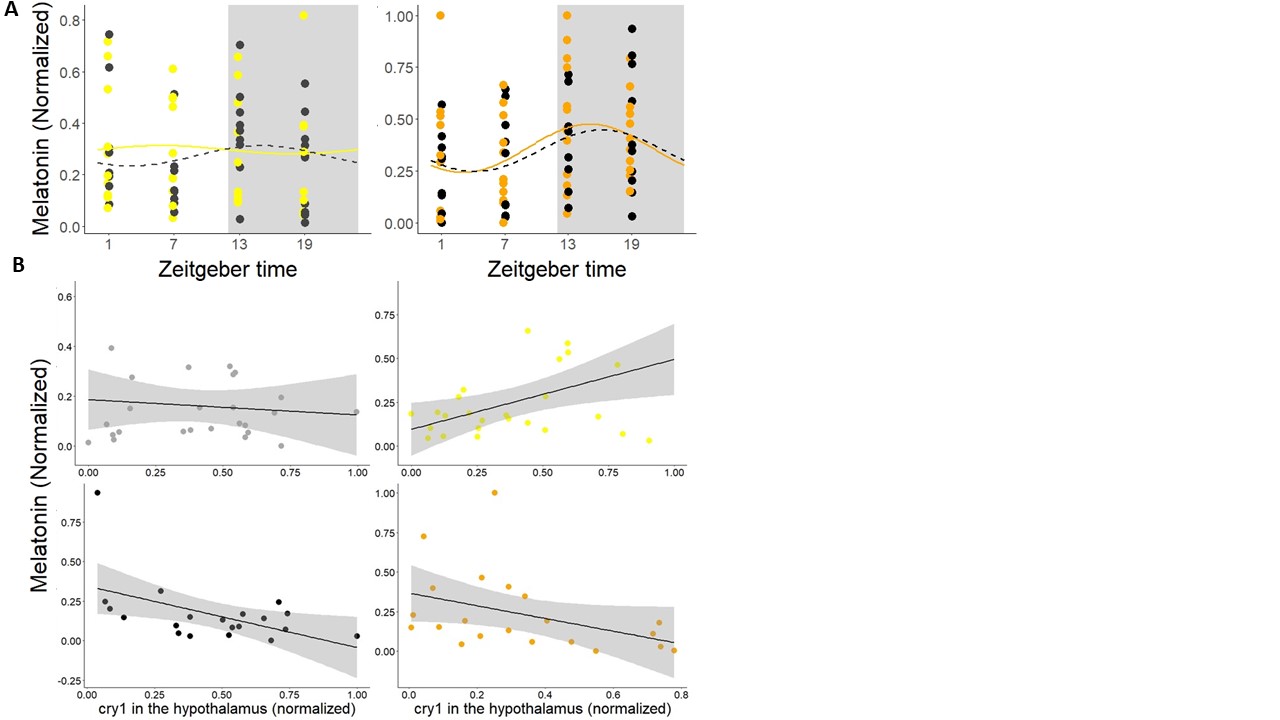 A
Melatonin (Normalized)
0.8
0.6
0.4
0.2
0.0
1 7 13 19
Zeitgeber time
1.00
0.75
0.50
0.25
0.00
1 7 13 19
Zeitgeber time
B
Melatonin (Normalized)
0.6
0.4
0.2
0.0
0.00 0.25 0.50 0.75 1.00
0.75
0.50
0.25
0.00
0.00 0.25 0.50 0.75 1.00
0.75
0.50
0.25
0.00
-0.25
0.00 0.25 0.50 0.75 1.00
cry1 in the hypothalamus (normalized)
1.00
0.75
0.50
0.25
0.00
0.0 0.2 0.4 0.6 0.8
cry1 in the hypothalamus (normalized)